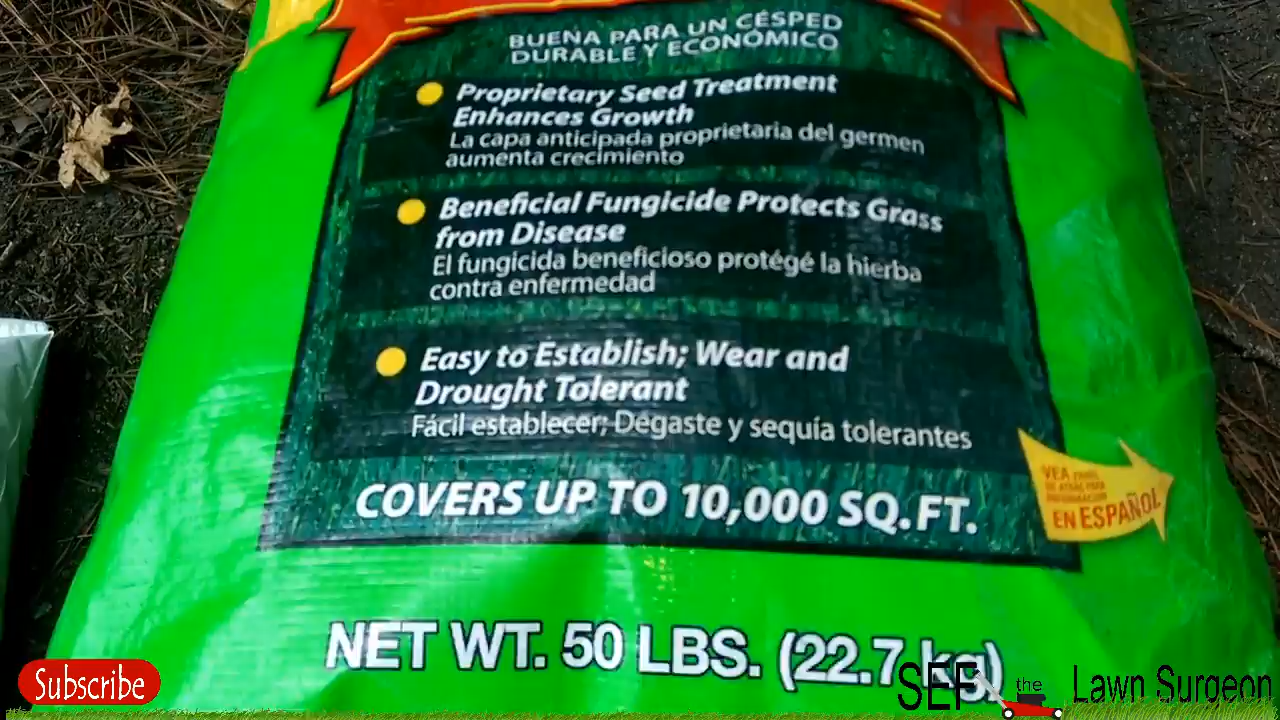 BUENA PARA UN CÉSPED
DURABLE Y ECONÓMICO
Proprietary Seed Treatment
Enhances Growth
La capa anticipada proprietaria del germen
aumenta crecimiento
Beneficial Fungicide Protects Grass
from Disease
El fungicida beneficioso protégé la hierba
contra enfermedad
Easy to Establish; Wear and
Drought Tolerant
Fácil establecer; Degaste y sequía tolerantes
COVERS UP TO 10,000 SQ. FT.
VEA
EN ESPAÑOL
NET WT. 50 LBS. (22.7 kg)
Subscribe
SEF the Lawn Surgeon